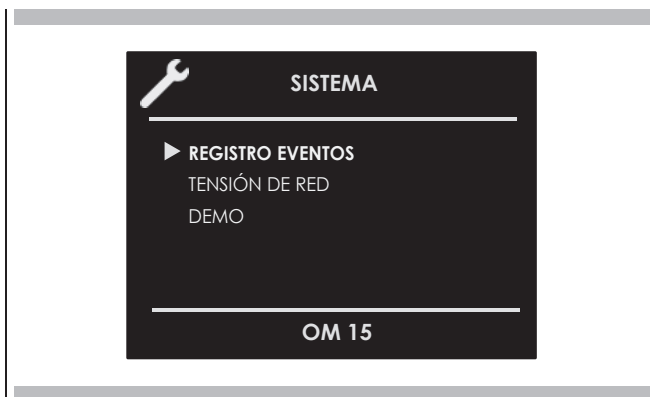 SISTEMA
REGISTRO EVENTOS
TENSIÓN DE RED
DEMO
OM 15